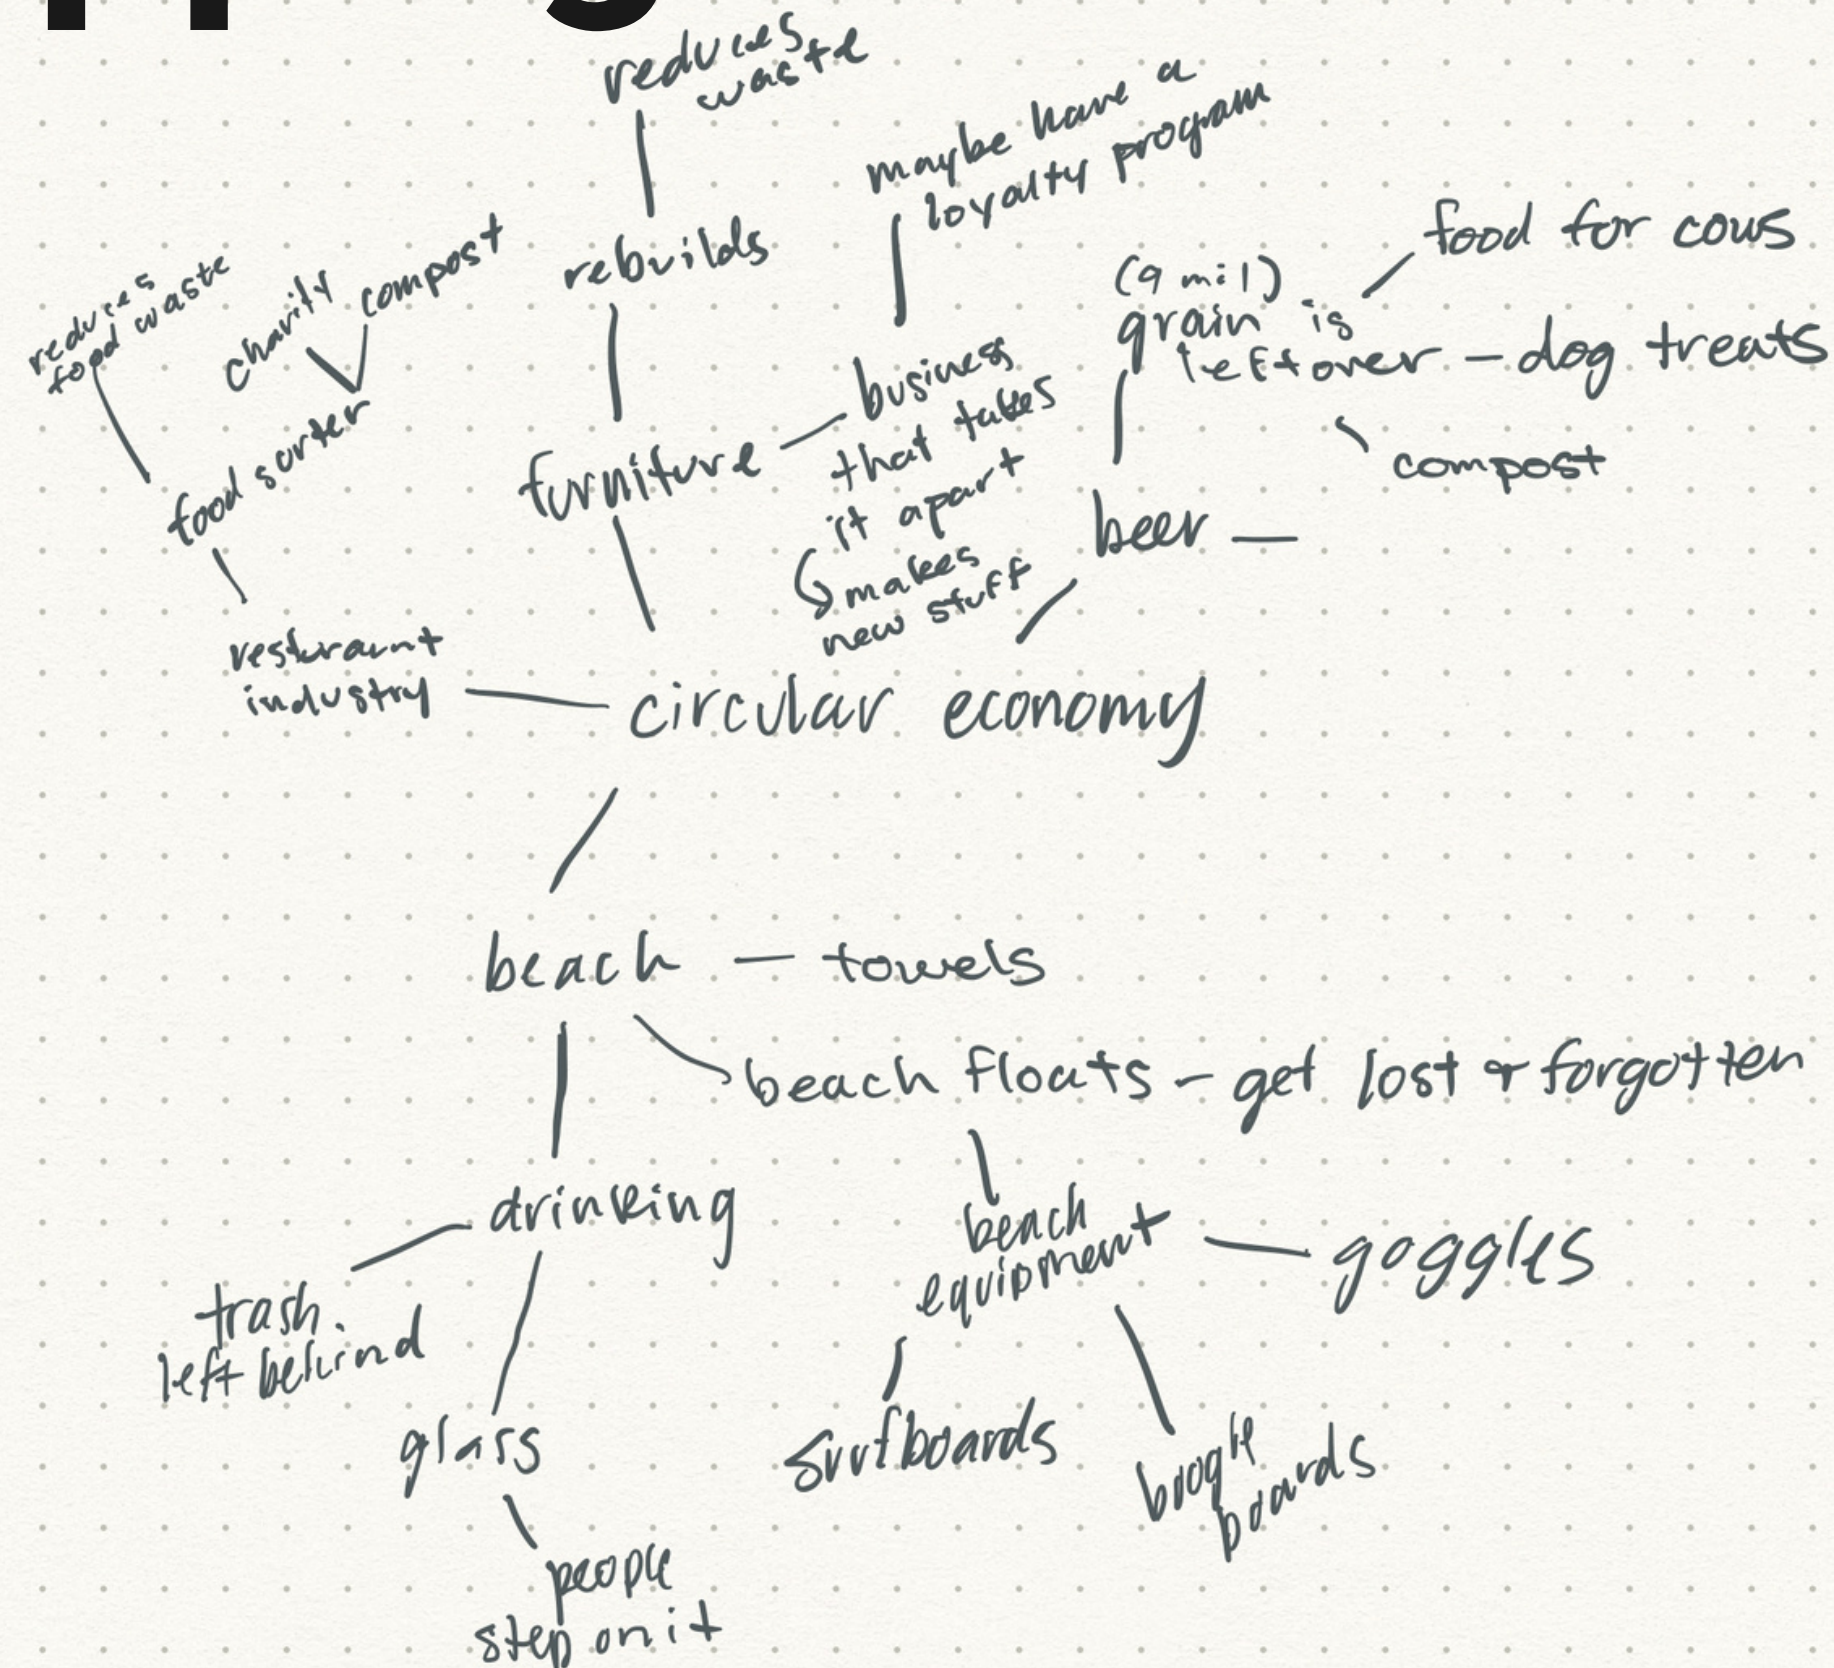 reduces
waste
maybe have a
loyalty program
rebuilds
reduces
food waste
charity
compost
food sorter
furniture
business
that takes
it apart
makes
new stuff
(9 mil)
grain is
leftover – dog treats
food for cows
compost
beer –
resturaunt
industry
circular economy
beach – towels
beach floats – get lost + forgotten
drinking
beach
equipment
goggles
trash
left behind
glass
surfboards
boogie
boards
people
step on it